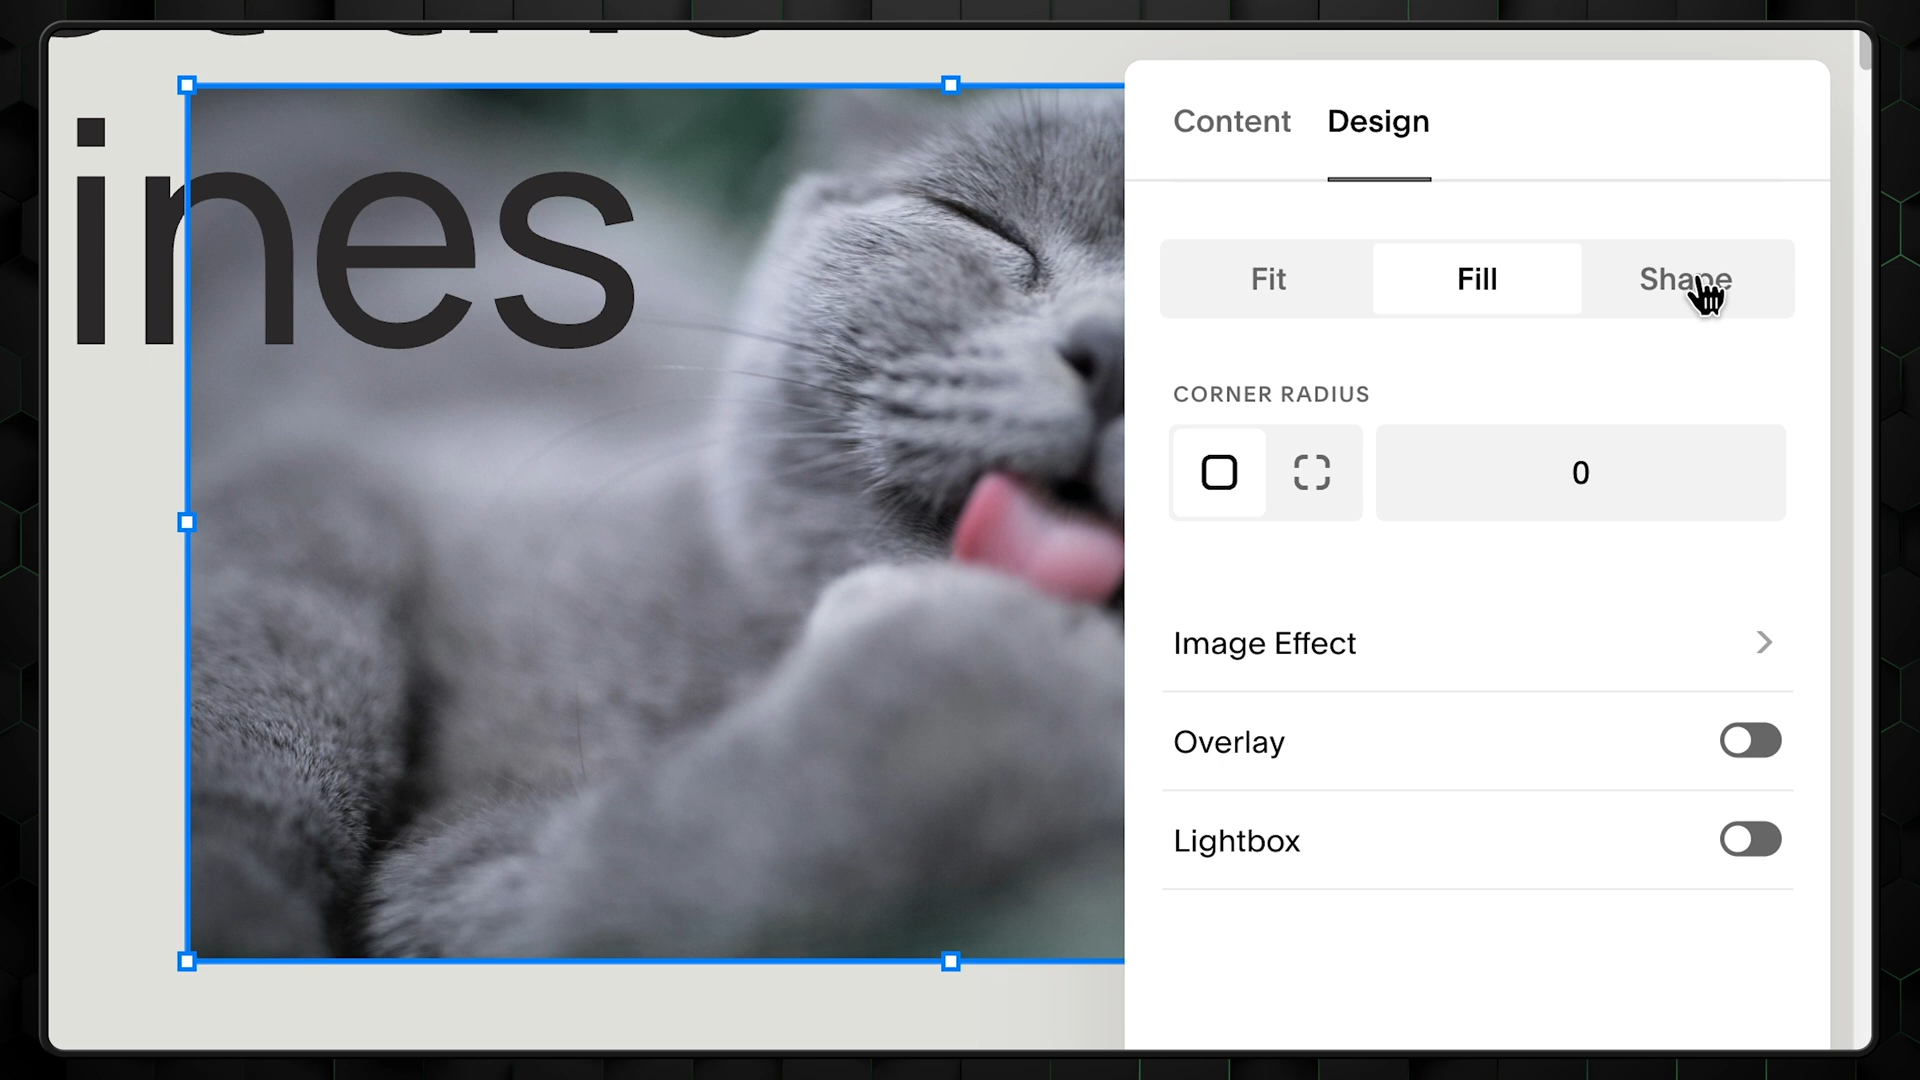 ines
Content Design
Fit Fill Shape
CORNER RADIUS
0
Image Effect
Overlay
Lightbox